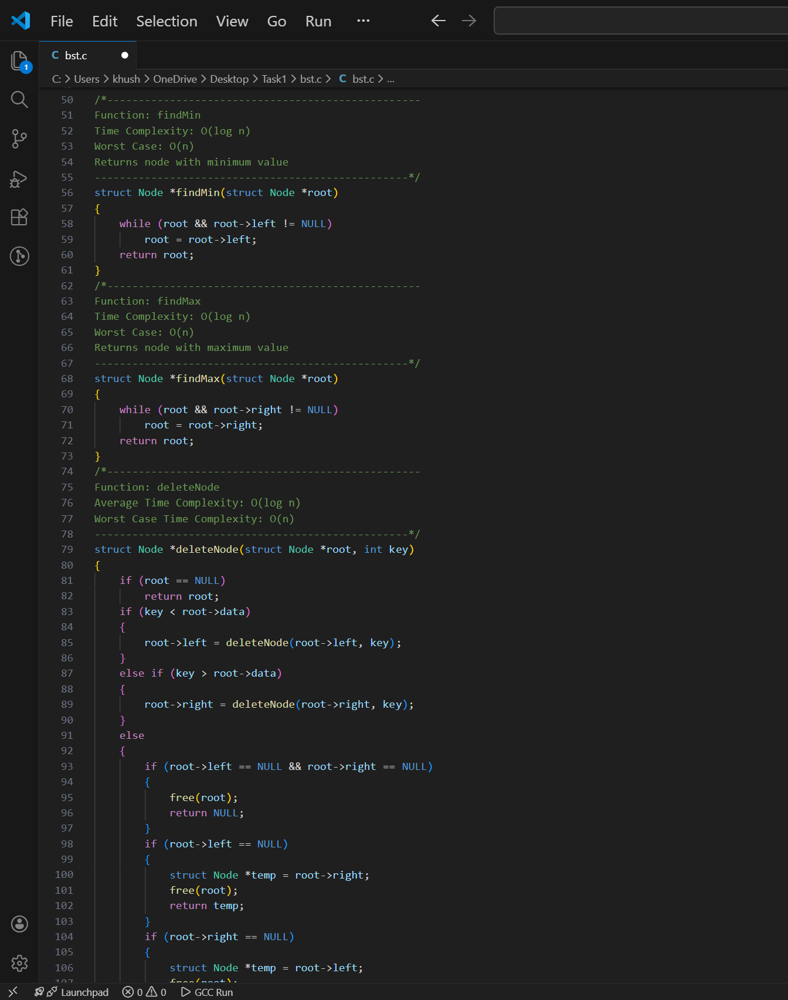 File Edit Selection View Go Run ...
1
C bst.c
C: > Users > khush > OneDrive > Desktop > Task1 > bst.c > C bst.c > ...
50 /*--------------------------------------------------
51 Function: findMin
52 Time Complexity: O(log n)
53 Worst Case: O(n)
54 Returns node with minimum value
55 --------------------------------------------------*/
56 struct Node *findMin(struct Node *root)
57 {
58     while (root && root->left != NULL)
59         root = root->left;
60     return root;
61 }
62 /*--------------------------------------------------
63 Function: findMax
64 Time Complexity: O(log n)
65 Worst Case: O(n)
66 Returns node with maximum value
67 --------------------------------------------------*/
68 struct Node *findMax(struct Node *root)
69 {
70     while (root && root->right != NULL)
71         root = root->right;
72     return root;
73 }
74 /*--------------------------------------------------
75 Function: deleteNode
76 Average Time Complexity: O(log n)
77 Worst Case Time Complexity: O(n)
78 --------------------------------------------------*/
79 struct Node *deleteNode(struct Node *root, int key)
80 {
81     if (root == NULL)
82         return root;
83     if (key < root->data)
84     {
85         root->left = deleteNode(root->left, key);
86     }
87     else if (key > root->data)
88     {
89         root->right = deleteNode(root->right, key);
90     }
91     else
92     {
93         if (root->left == NULL && root->right == NULL)
94         {
95             free(root);
96             return NULL;
97         }
98         if (root->left == NULL)
99         {
100             struct Node *temp = root->right;
101             free(root);
102             return temp;
103         }
104         if (root->right == NULL)
105         {
106             struct Node *temp = root->left;
107             free(root);
Launchpad 0 0 GCC Run